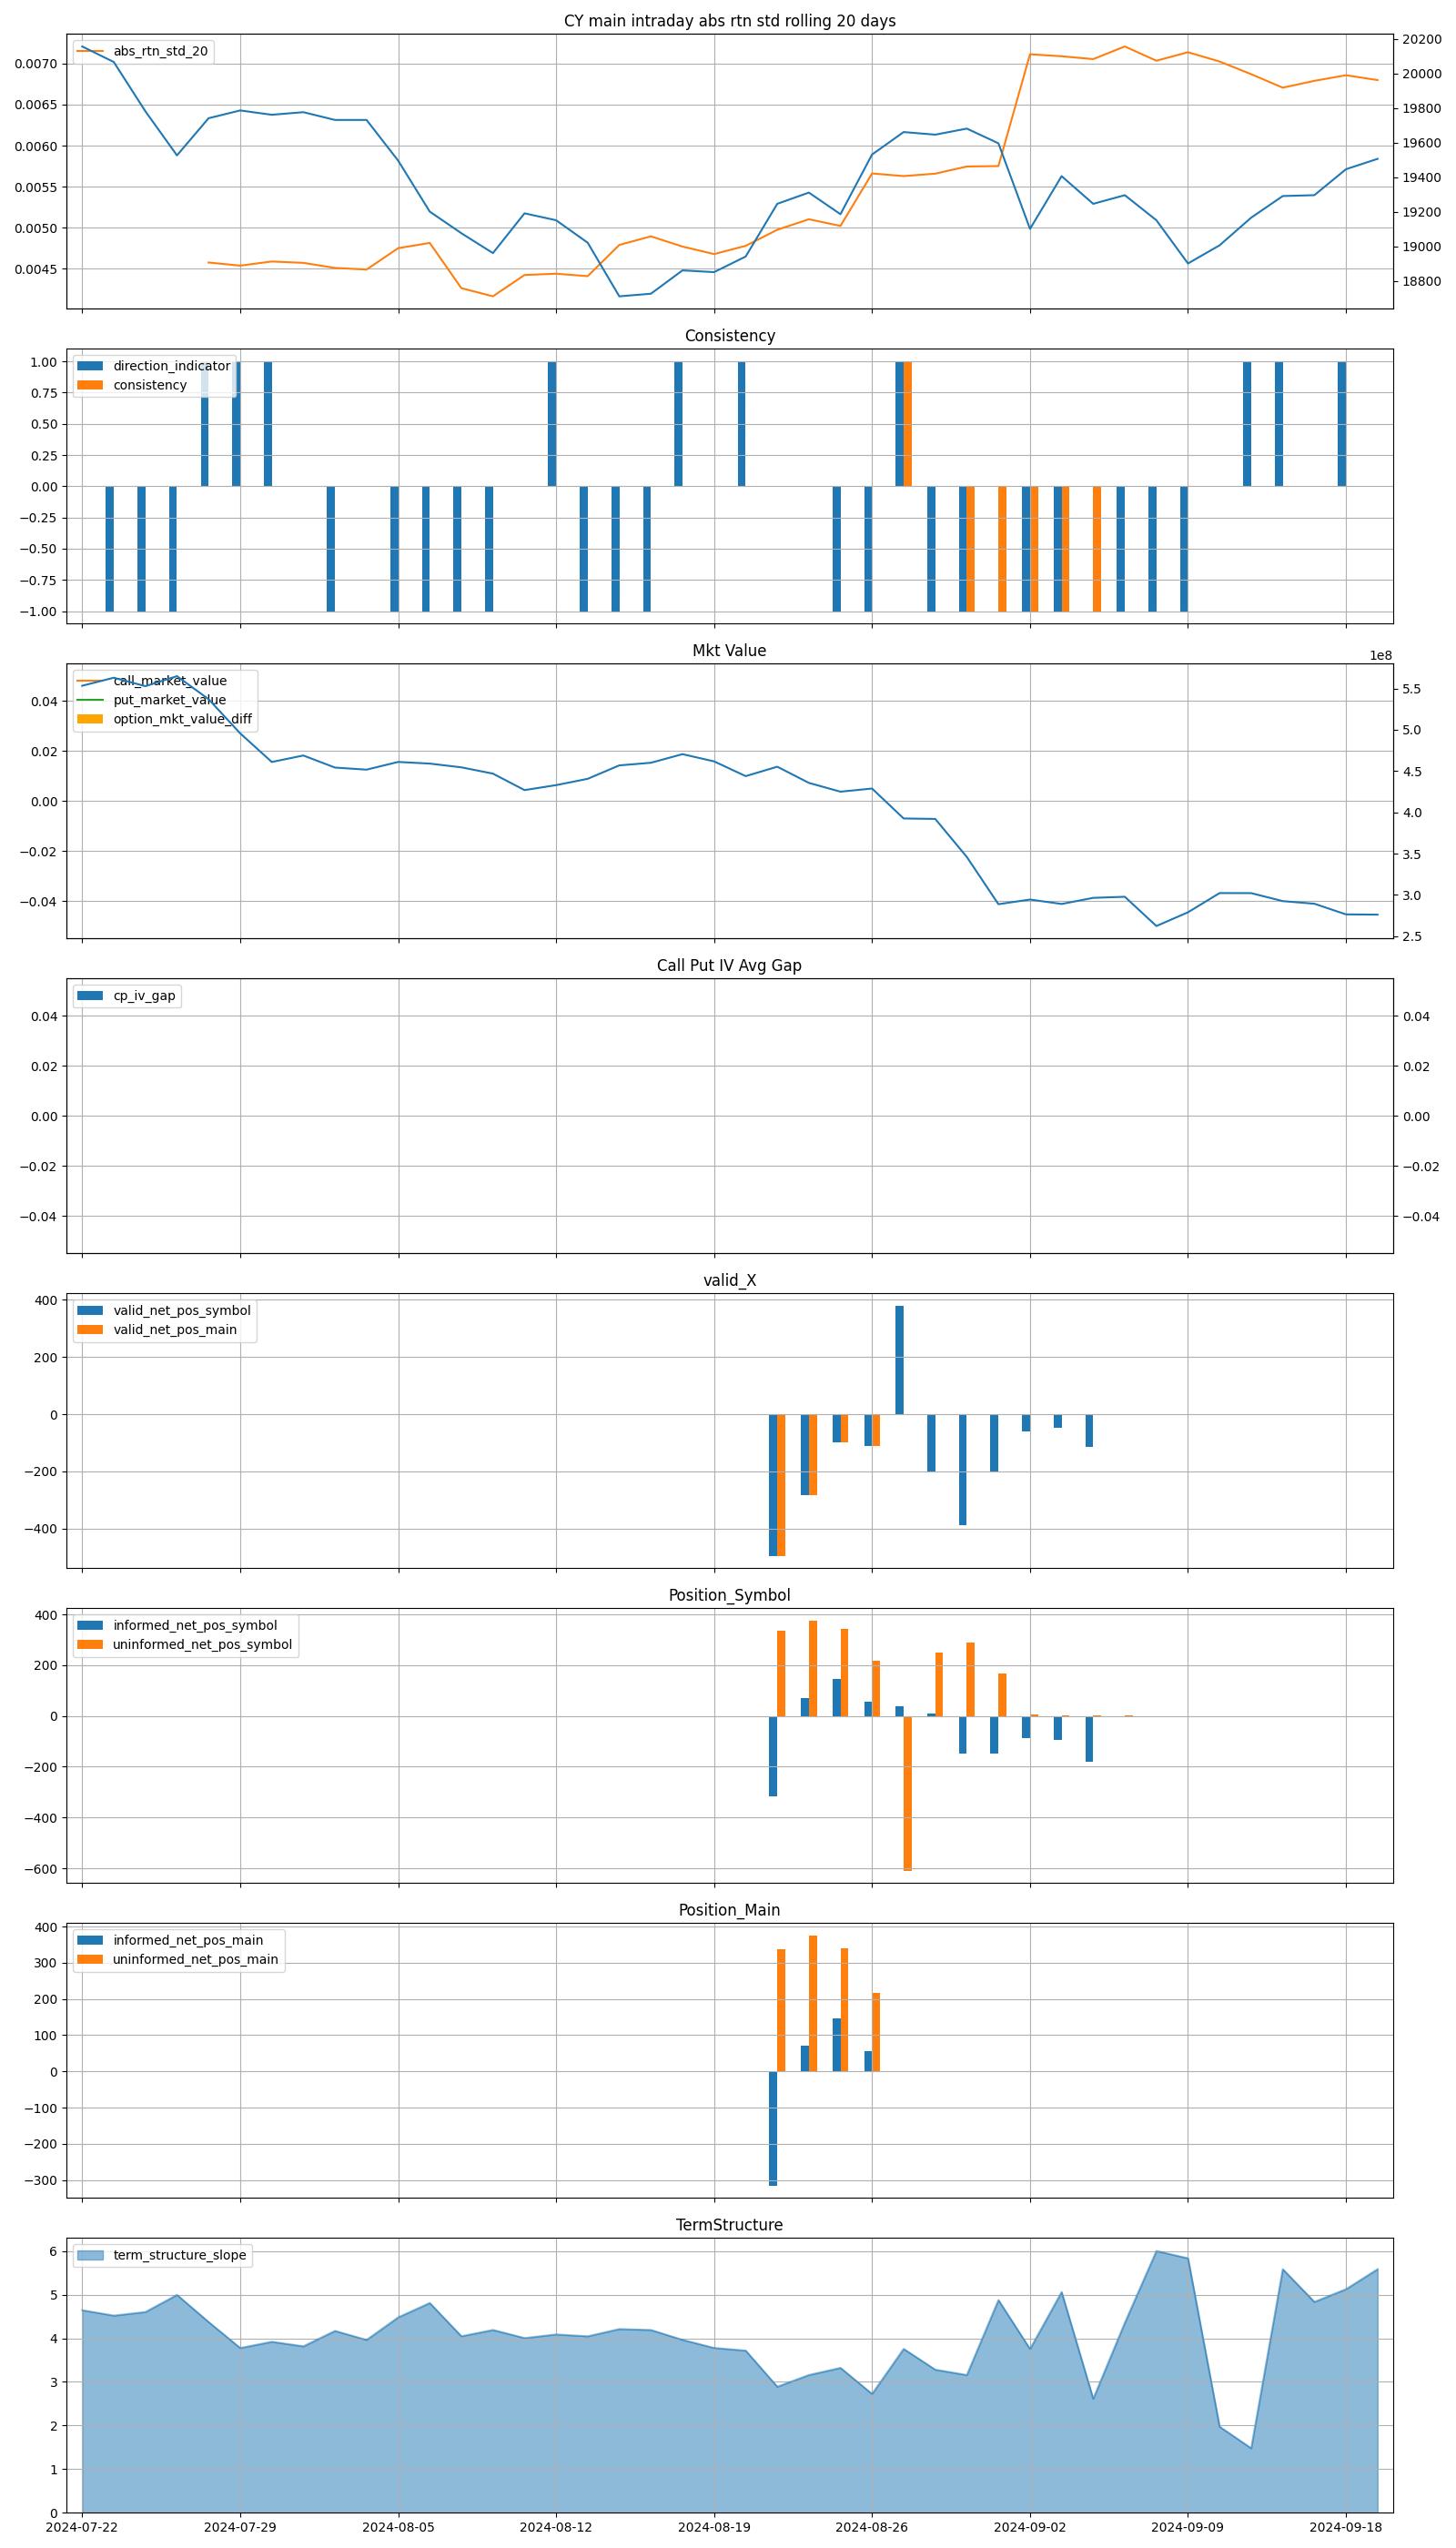 CY main intraday abs rtn std rolling 20 days
abs_rtn_std_20
0.0070
0.0065
0.0060
0.0055
0.0050
0.0045
20200
20000
19800
19600
19400
19200
19000
18800
Consistency
direction_indicator
consistency
1.00
0.75
0.50
0.25
0.00
−0.25
−0.50
−0.75
−1.00
Mkt Value
1e8
call_market_value
put_market_value
option_mkt_value_diff
0.04
0.02
0.00
−0.02
−0.04
5.5
5.0
4.5
4.0
3.5
3.0
2.5
Call Put IV Avg Gap
cp_iv_gap
0.04
0.02
0.00
−0.02
−0.04
0.04
0.02
0.00
−0.02
−0.04
valid_X
valid_net_pos_symbol
valid_net_pos_main
400
200
0
−200
−400
Position_Symbol
informed_net_pos_symbol
uninformed_net_pos_symbol
400
200
0
−200
−400
−600
Position_Main
informed_net_pos_main
uninformed_net_pos_main
400
300
200
100
0
−100
−200
−300
TermStructure
term_structure_slope
6
5
4
3
2
1
0
2024-07-22 2024-07-29 2024-08-05 2024-08-12 2024-08-19 2024-08-26 2024-09-02 2024-09-09 2024-09-18